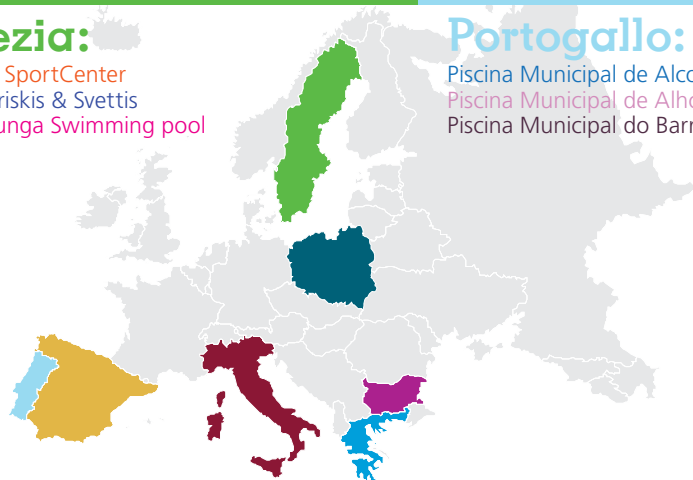 ezia:
SportCenter
riskis & Svettis
unga Swimming pool
Portogallo:
Piscina Municipal de Alco
Piscina Municipal de Alho
Piscina Municipal do Barr